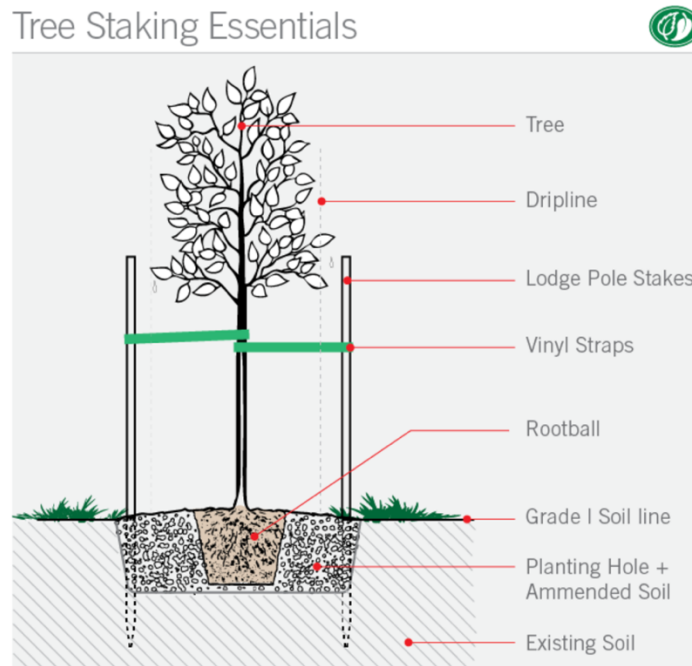 Tree Staking Essentials
Tree
Dripline
Lodge Pole Stakes
Vinyl Straps
Rootball
Grade | Soil line
Planting Hole +
Ammended Soil
Existing Soil